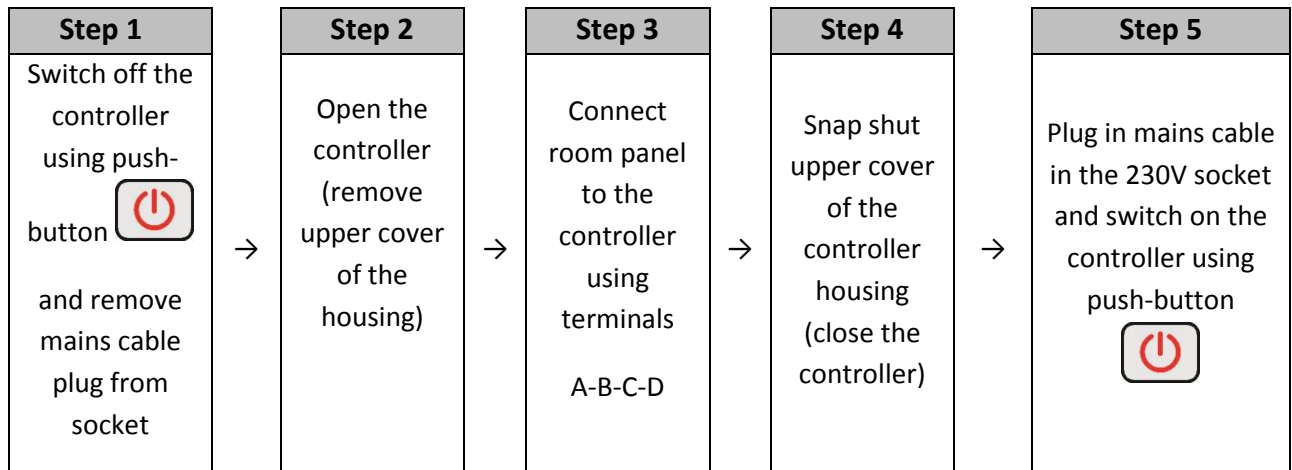 Step 1
Switch off the
controller
using push-
button
and remove
mains cable
plug from
socket
→
Step 2
Open the
controller
(remove
upper cover
of the
housing)
→
Step 3
Connect
room panel
to the
controller
using
terminals
A-B-C-D
→
Step 4
Snap shut
upper cover
of the
controller
housing
(close the
controller)
→
Step 5
Plug in mains cable
in the 230V socket
and switch on the
controller using
push-button